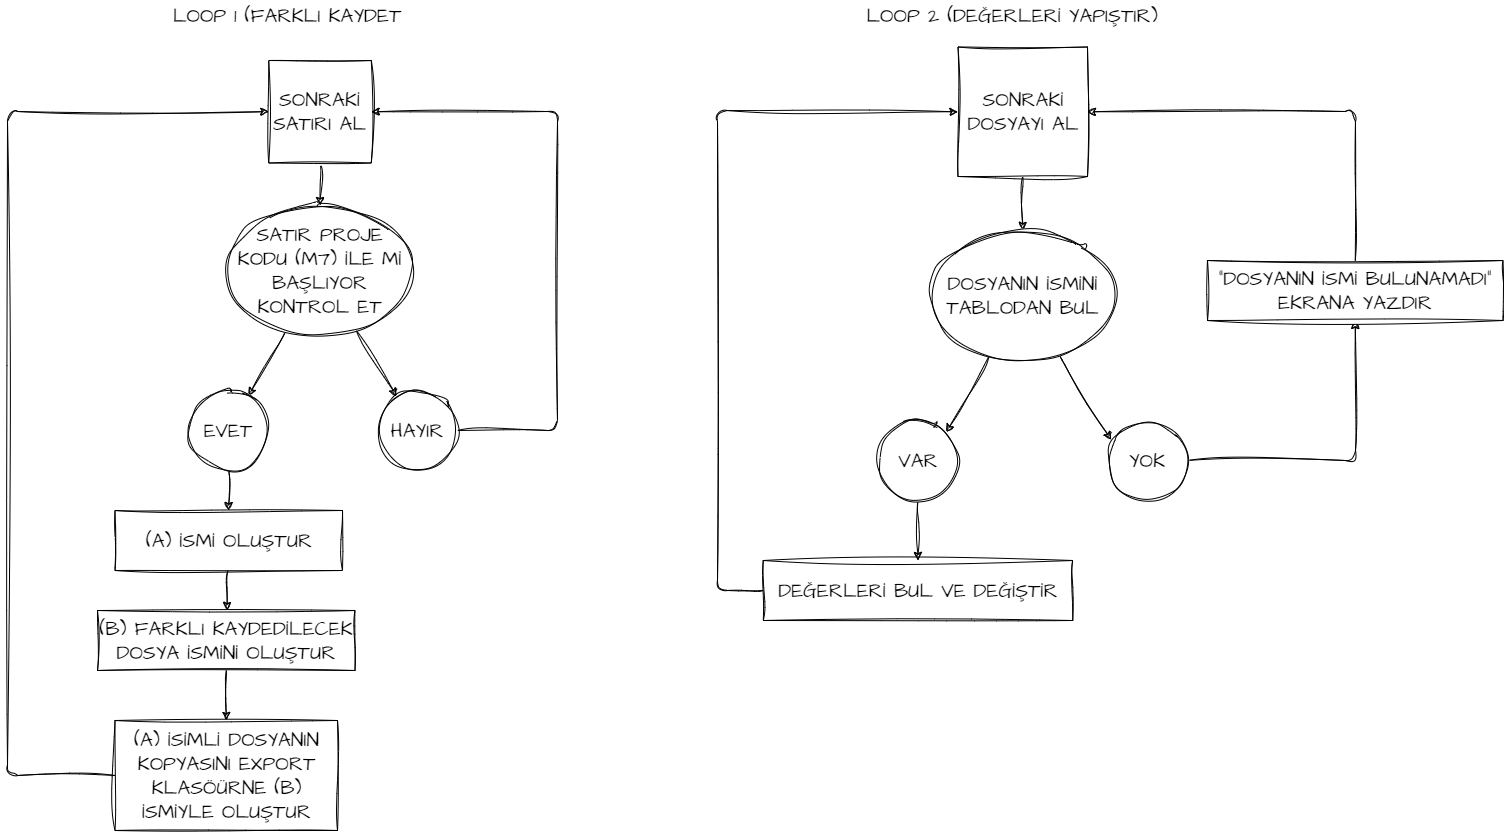 LOOP 1 (FARKLI KAYDET
SONRAKİ
SATIRI AL
SATIR PROJE
KODU (M7) İLE Mİ
BAŞLIYOR
KONTROL ET
EVET
HAYIR
(A) İSMİ OLUŞTUR
(B) FARKLI KAYDEDİLECEK
DOSYA İSMİNİ OLUŞTUR
(A) İSİMLİ DOSYANIN
KOPYASINI EXPORT
KLASÖÜRNE (B)
İSMİYLE OLUŞTUR
LOOP 2 (DEĞERLERİ YAPIŞTIR)
SONRAKİ
DOSYAYI AL
DOSYANIN İSMİNİ
TABLODAN BUL
"DOSYANIN İSMİ BULUNAMADI"
EKRANA YAZDIR
VAR
YOK
DEĞERLERİ BUL VE DEĞİŞTİR